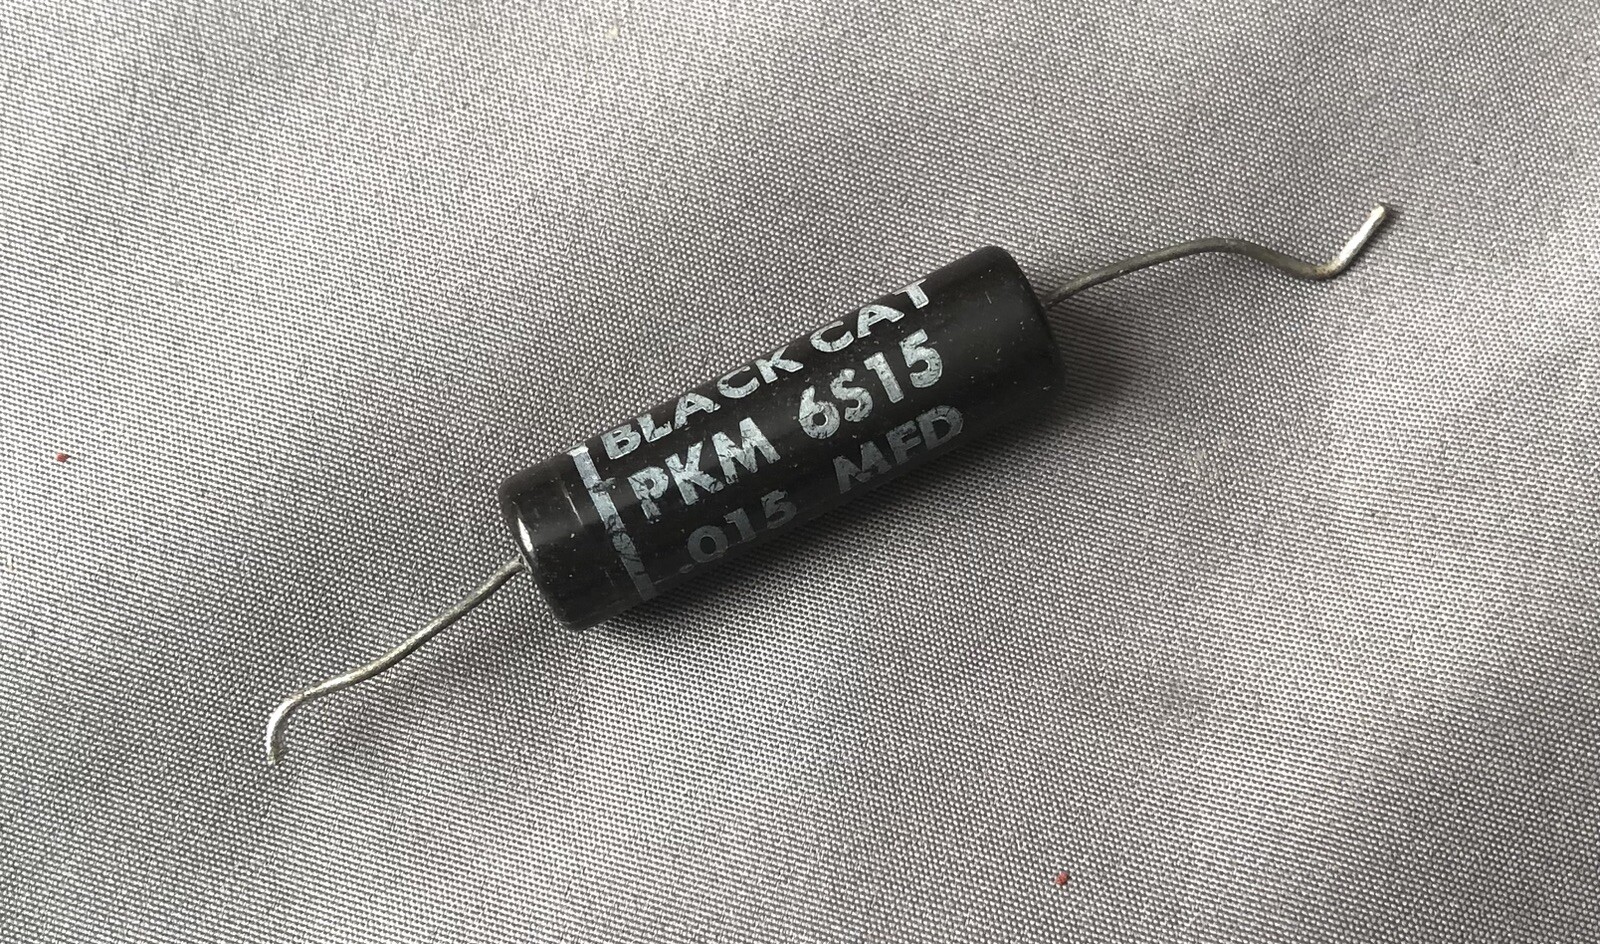 BLACK CAT
PKM 6S15
.015 MFD